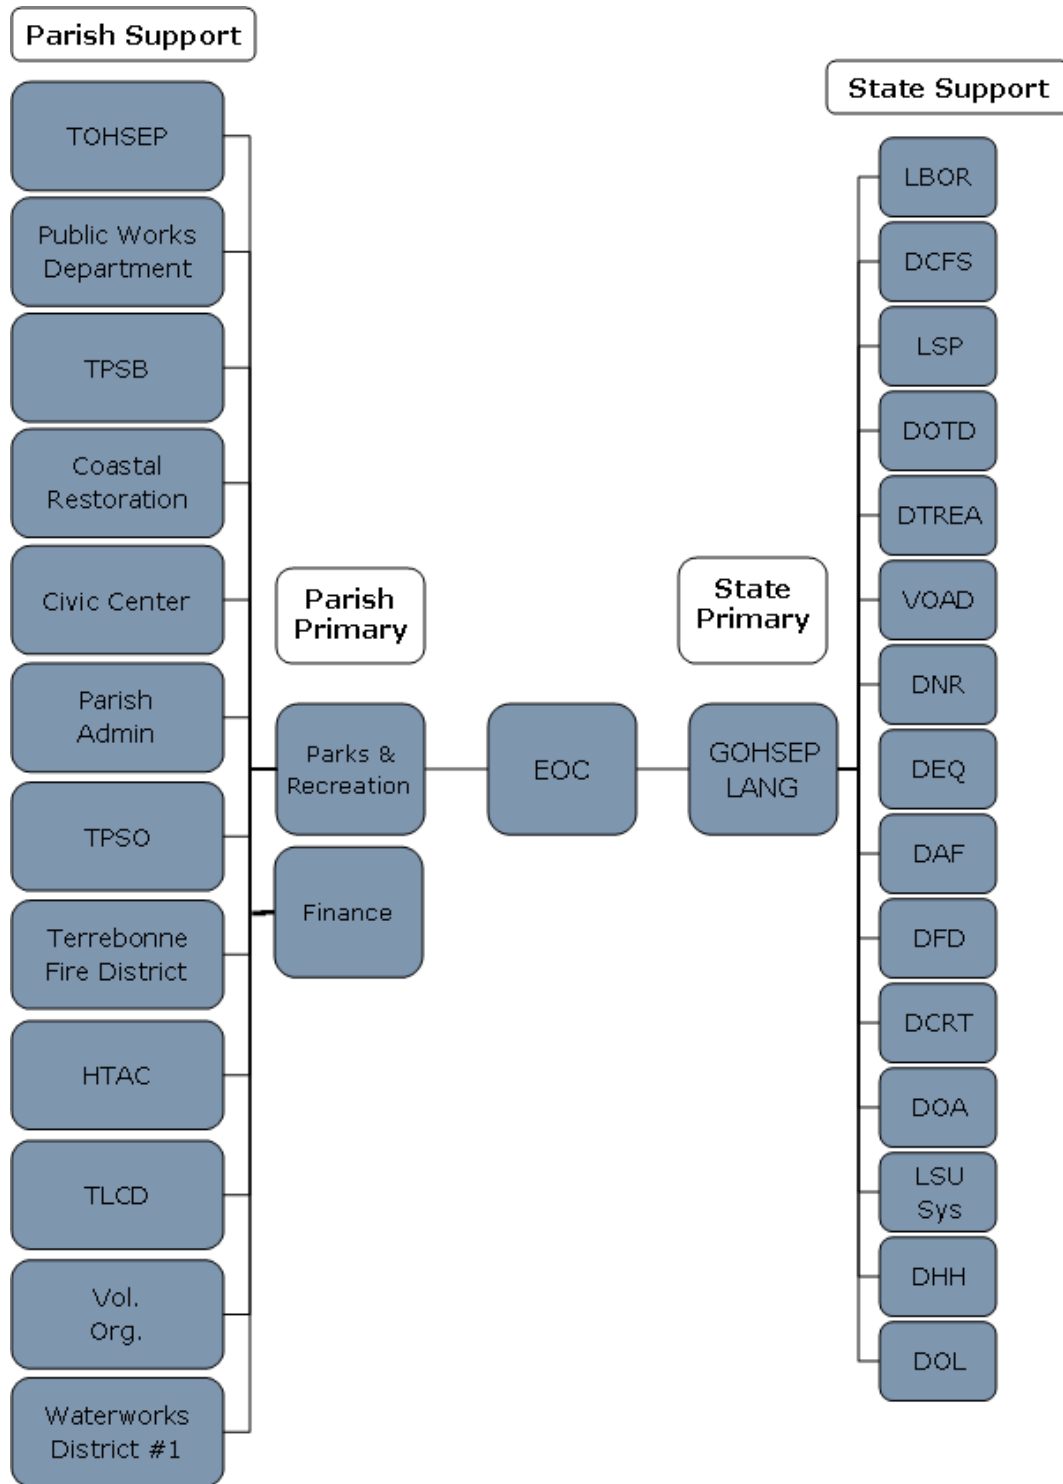 Parish Support
TOHSEP
Public Works
Department
TPSB
Coastal
Restoration
Civic Center
Parish
Admin
TPSO
Terrebonne
Fire District
HTAC
TLCD
Vol.
Org.
Waterworks
District #1
Parish
Primary
Parks &
Recreation
Finance
EOC
State
Primary
GOHSEP
LANG
State Support
LBOR
DCFS
LSP
DOTD
DTREA
VOAD
DNR
DEQ
DAF
DFD
DCRT
DOA
LSU
Sys
DHH
DOL